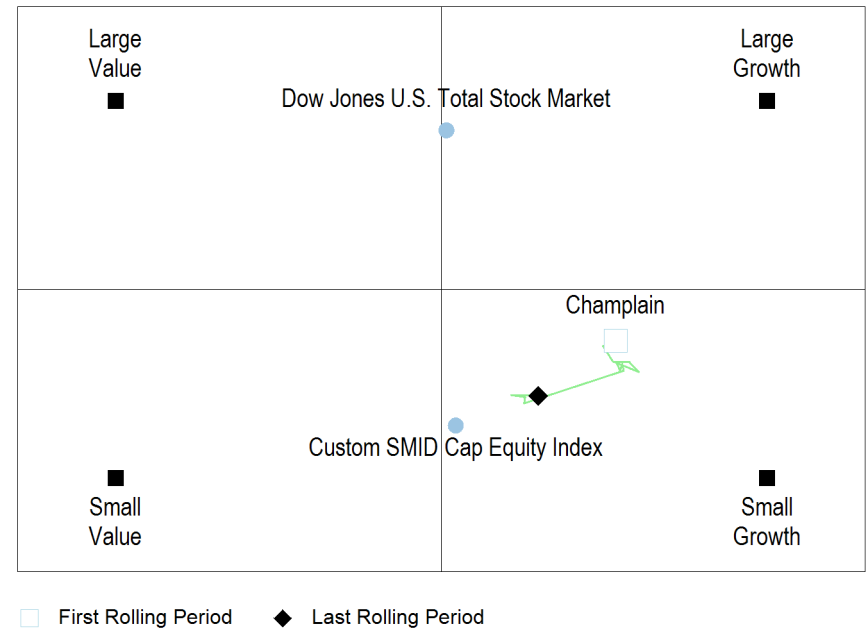 Large
Value
Large
Growth
Dow Jones U.S. Total Stock Market
Champlain
Custom SMID Cap Equity Index
Small
Value
Small
Growth
First Rolling Period
Last Rolling Period